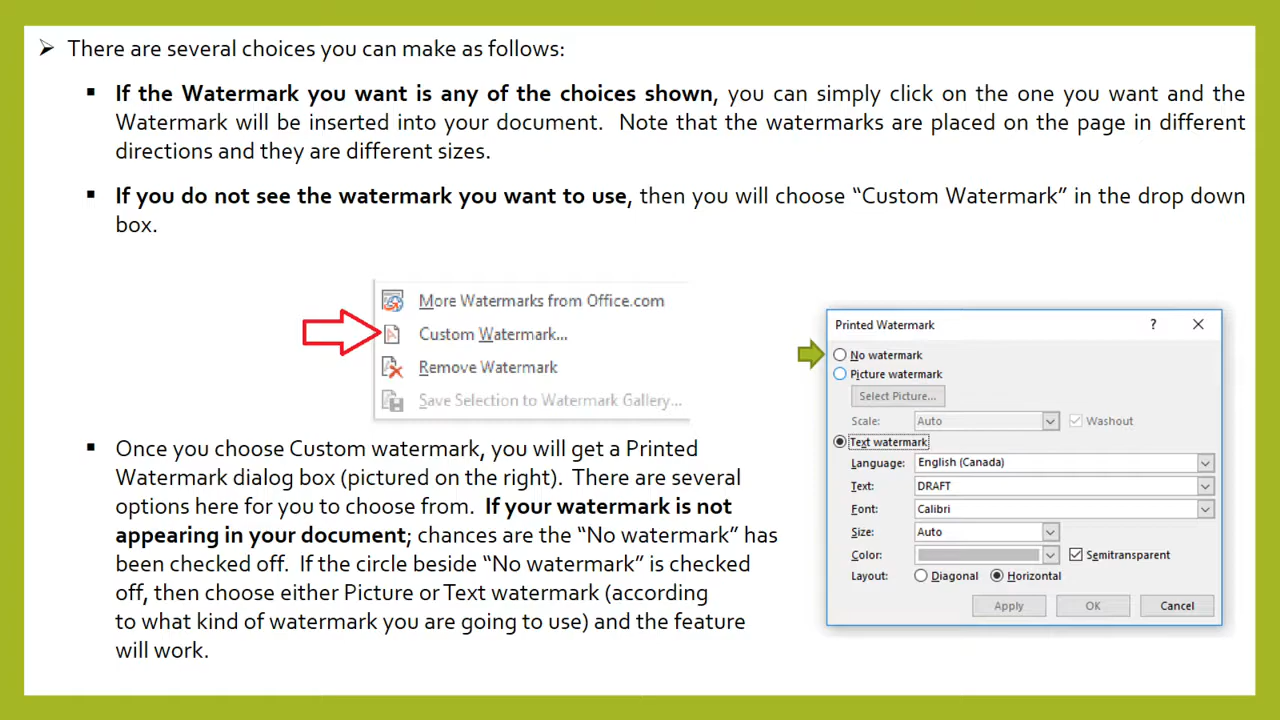 There are several choices you can make as follows:
If the Watermark you want is any of the choices shown, you can simply click on the one you want and the
Watermark will be inserted into your document. Note that the watermarks are placed on the page in different
directions and they are different sizes.
If you do not see the watermark you want to use, then you will choose “Custom Watermark” in the drop down
box.
More Watermarks from Office.com
Custom Watermark...
Remove Watermark
Save Selection to Watermark Gallery...
Once you choose Custom watermark, you will get a Printed
Watermark dialog box (pictured on the right). There are several
options here for you to choose from. If your watermark is not
appearing in your document; chances are the “No watermark” has
been checked off. If the circle beside “No watermark” is checked
off, then choose either Picture or Text watermark (according
to what kind of watermark you are going to use) and the feature
will work.
Printed Watermark ?
No watermark
Picture watermark
Select Picture...
Scale: Auto Washout
Text watermark
Language: English (Canada)
Text: DRAFT
Font: Calibri
Size: Auto
Color: Semitransparent
Layout: Diagonal Horizontal
Apply OK Cancel